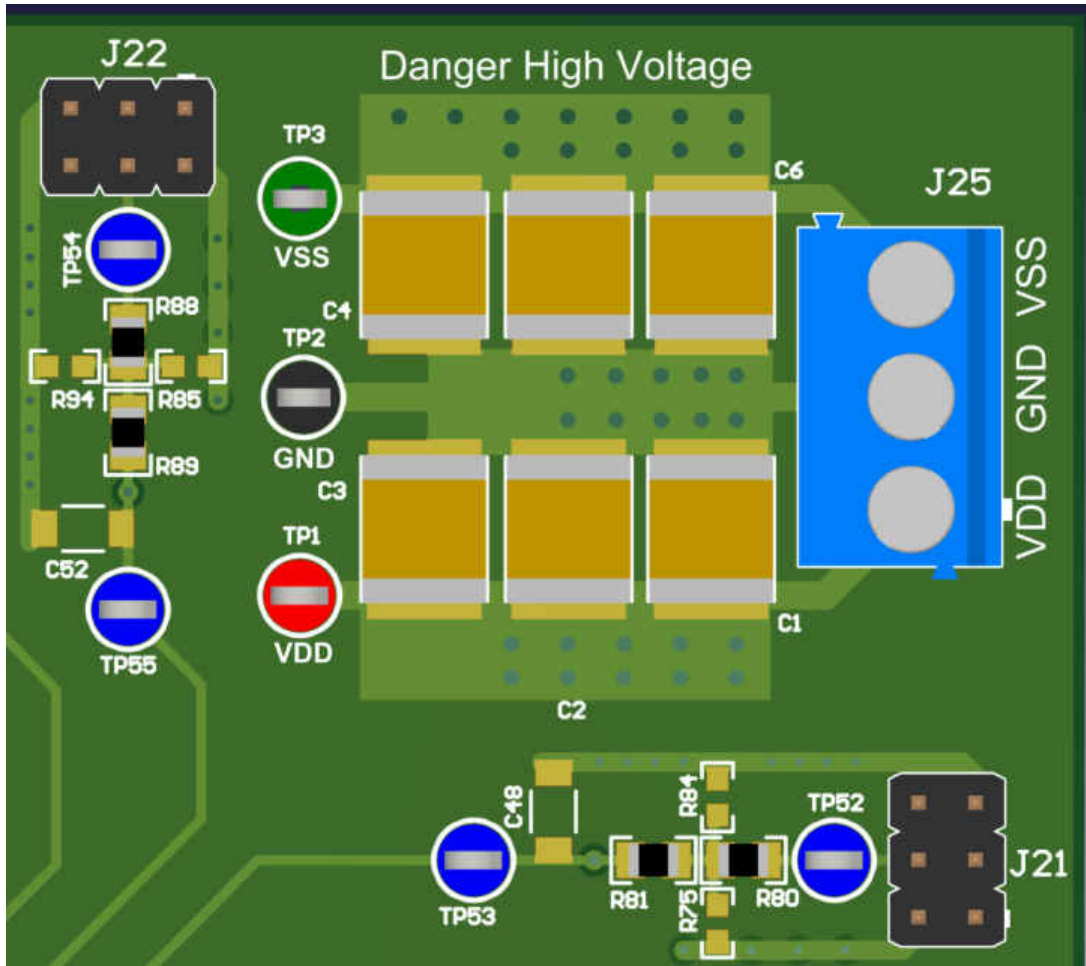 J22
Danger High Voltage
TP3
C6
J25
VSS
TP54
VSS
R88
C4
TP2
GND
R94
R85
GND
R89
C3
VDD
TP1
C52
C1
VDD
TP55
C2
R84
C48
TP52
J21
R81
R75
R80
TP53